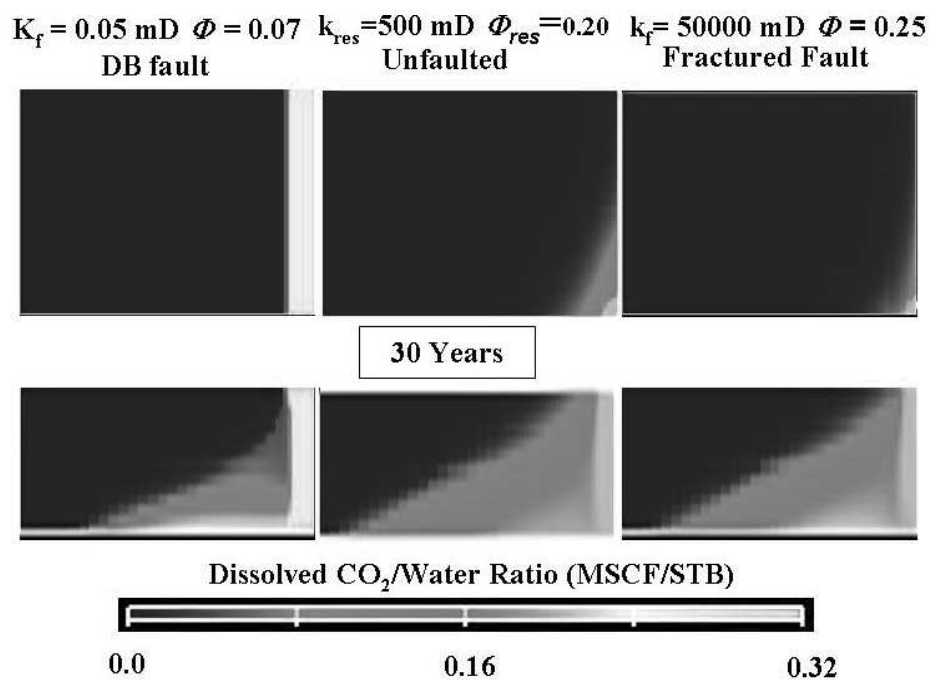 K_f = 0.05 mD Φ = 0.07 k_res=500 mD Φ_res=0.20 k_f= 50000 mD Φ = 0.25
DB fault Unfaulted Fractured Fault
30 Years
Dissolved CO₂/Water Ratio (MSCF/STB)
0.0 0.16 0.32